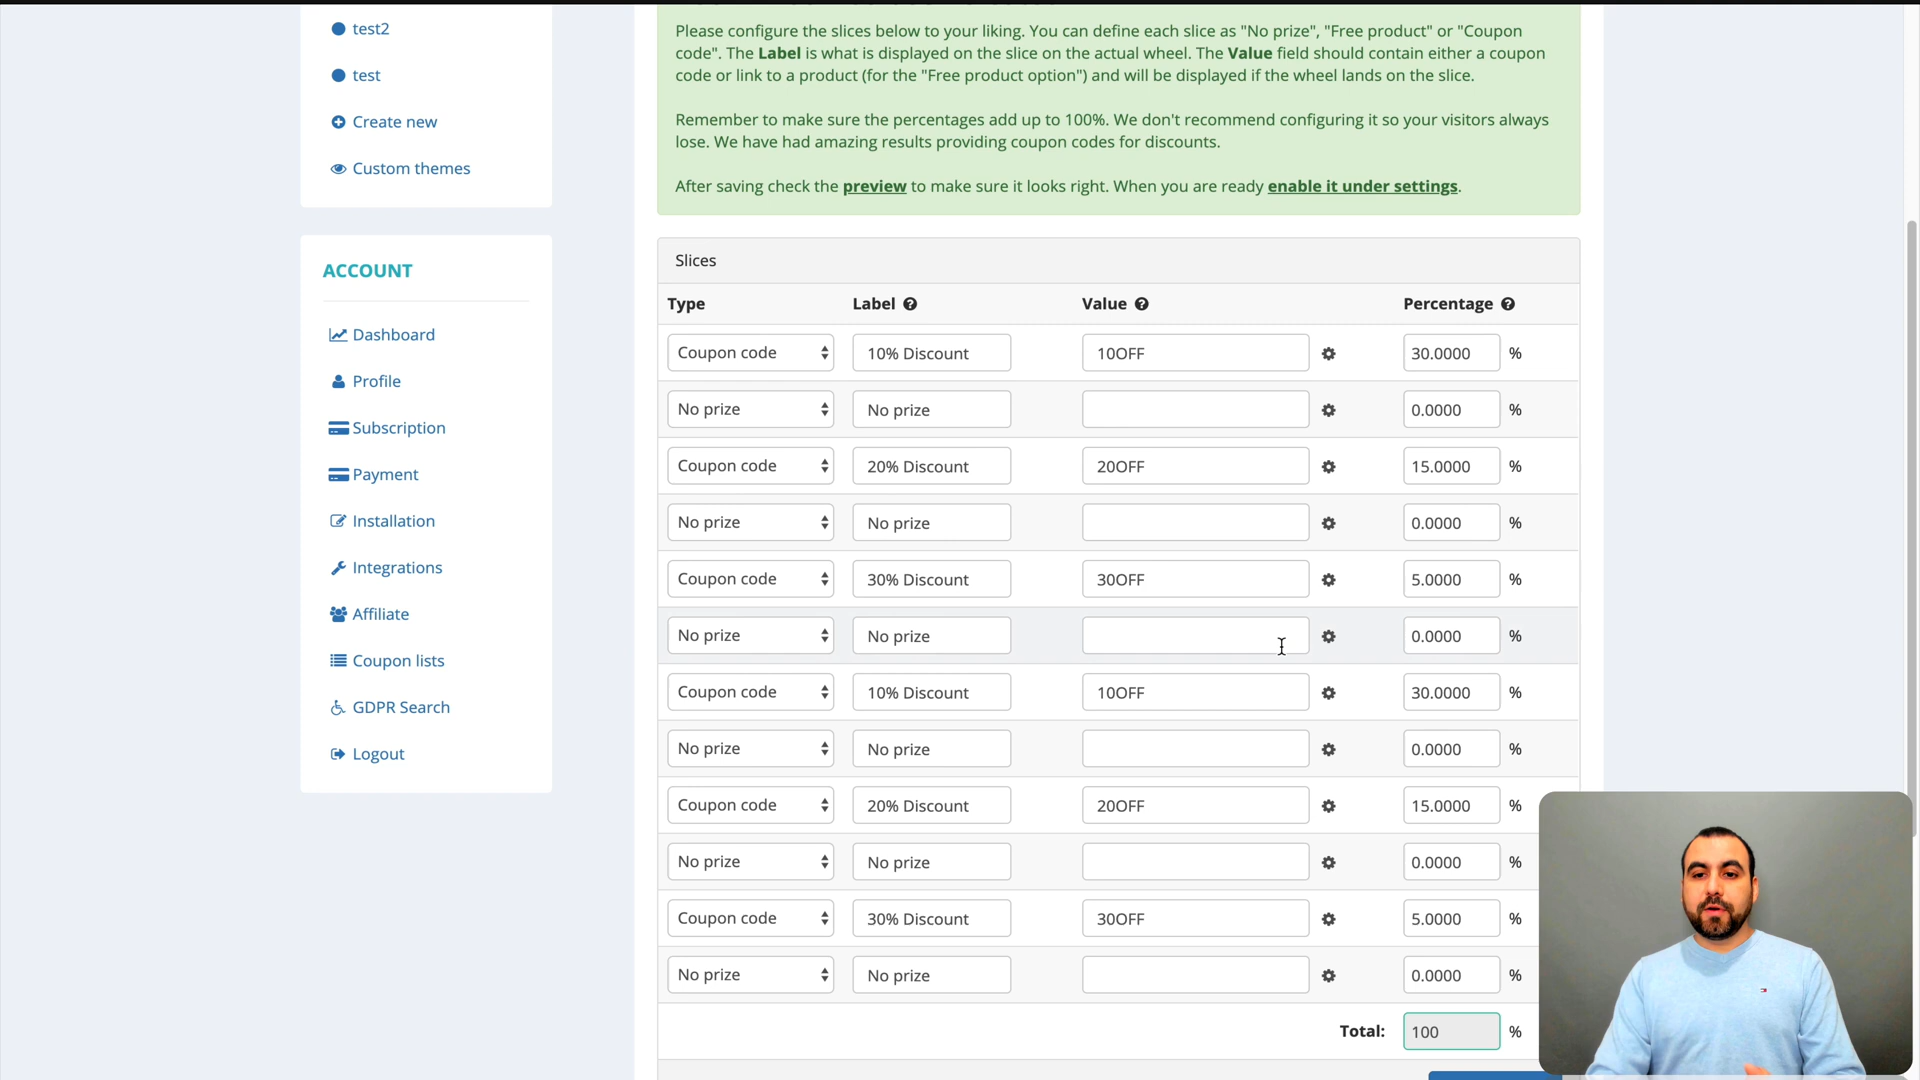 test2
test
Create new
Custom themes
ACCOUNT
Dashboard
Profile
Subscription
Payment
Installation
Integrations
Affiliate
Coupon lists
GDPR Search
Logout
Please configure the slices below to your liking. You can define each slice as "No prize", "Free product" or "Coupon
code". The Label is what is displayed on the slice on the actual wheel. The Value field should contain either a coupon
code or link to a product (for the "Free product option") and will be displayed if the wheel lands on the slice.
Remember to make sure the percentages add up to 100%. We don't recommend configuring it so your visitors always
lose. We have had amazing results providing coupon codes for discounts.
After saving check the preview to make sure it looks right. When you are ready enable it under settings.
Slices
Type Label Value Percentage
Coupon code 10% Discount 10OFF 30.0000 %
No prize No prize 0.0000 %
Coupon code 20% Discount 20OFF 15.0000 %
No prize No prize 0.0000 %
Coupon code 30% Discount 30OFF 5.0000 %
No prize No prize 0.0000 %
Coupon code 10% Discount 10OFF 30.0000 %
No prize No prize 0.0000 %
Coupon code 20% Discount 20OFF 15.0000 %
No prize No prize 0.0000 %
Coupon code 30% Discount 30OFF 5.0000 %
No prize No prize 0.0000 %
Total: 100 %